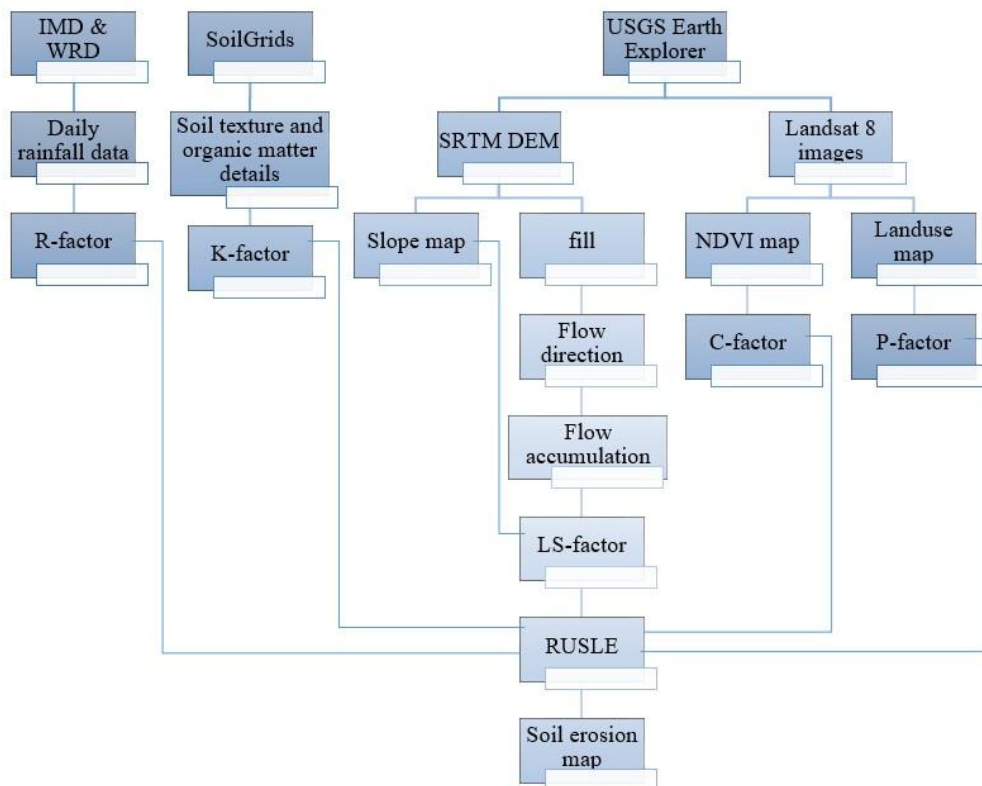 IMD &
WRD
SoilGrids
USGS Earth
Explorer
Daily
rainfall data
Soil texture and
organic matter
details
SRTM DEM
Landsat 8
images
R-factor
K-factor
Slope map
fill
NDVI map
Landuse
map
Flow
direction
C-factor
P-factor
Flow
accumulation
LS-factor
RUSLE
Soil erosion
map